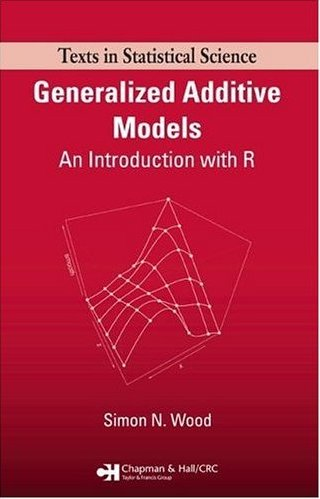 Texts in Statistical Science
Generalized Additive
Models
An Introduction with R
Simon N. Wood
Chapman & Hall/CRC
Taylor & Francis Group